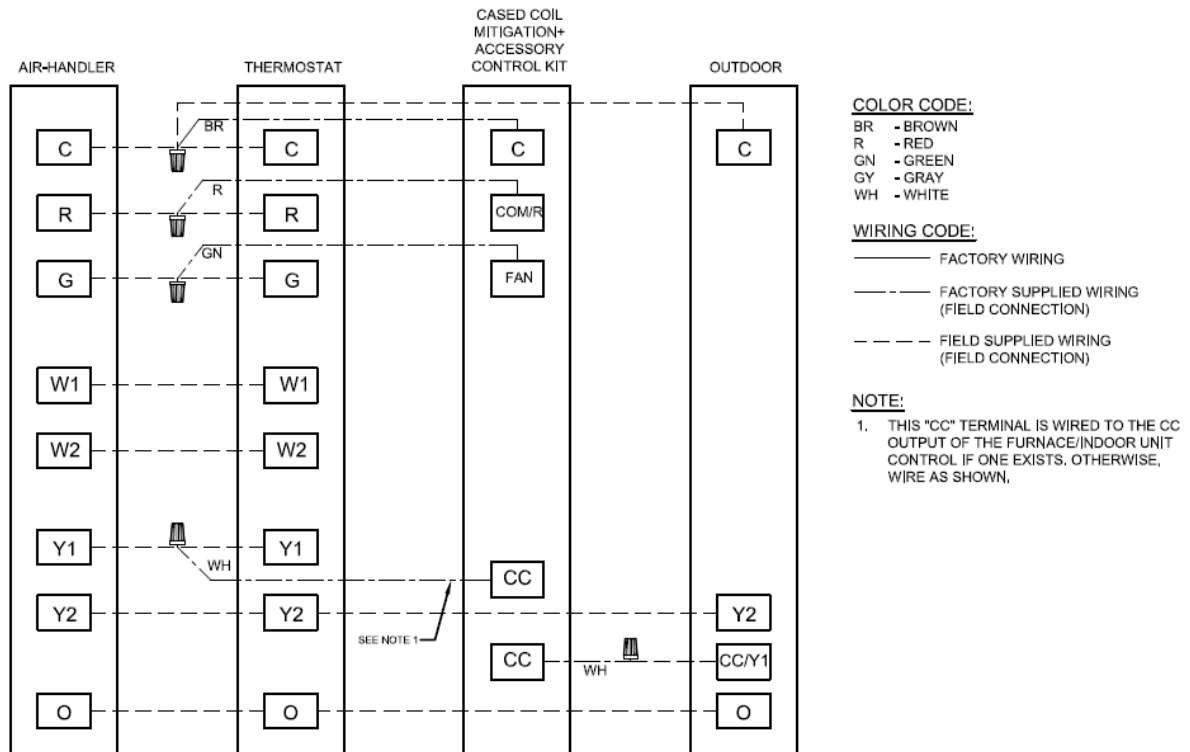 CASED COIL
MITIGATION+
ACCESSORY
CONTROL KIT
AIR-HANDLER
THERMOSTAT
OUTDOOR
BR
C
C
C
C
R
R
R
COM/R
GN
G
G
FAN
W1
W1
W2
W2
Y1
Y1
WH
CC
Y2
Y2
Y2
SEE NOTE 1
CC
WH
CC/Y1
O
O
O
COLOR CODE:
BR - BROWN
R - RED
GN - GREEN
GY - GRAY
WH - WHITE
WIRING CODE:
FACTORY WIRING
FACTORY SUPPLIED WIRING
(FIELD CONNECTION)
FIELD SUPPLIED WIRING
(FIELD CONNECTION)
NOTE:
1. THIS "CC" TERMINAL IS WIRED TO THE CC
OUTPUT OF THE FURNACE/INDOOR UNIT
CONTROL IF ONE EXISTS. OTHERWISE,
WIRE AS SHOWN.